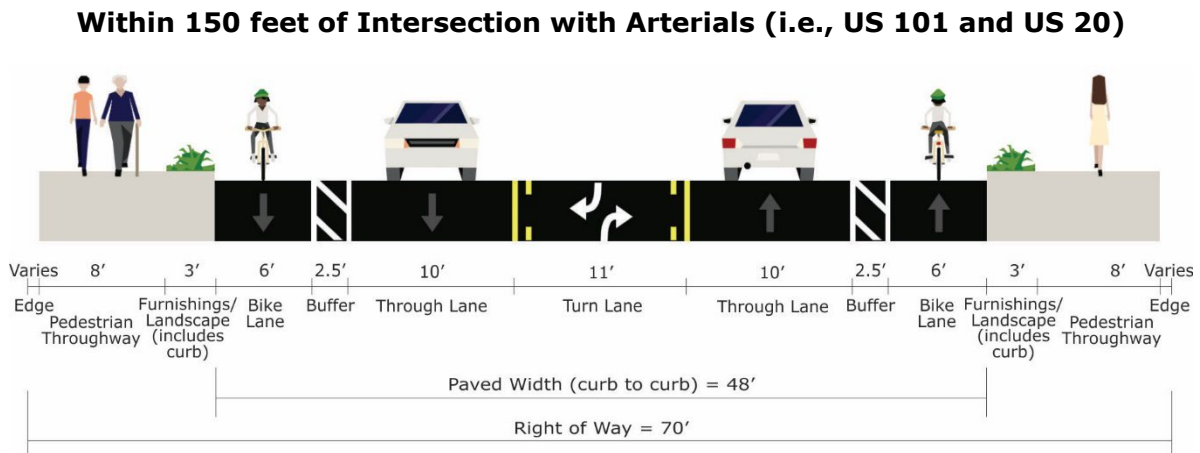 Within 150 feet of Intersection with Arterials (i.e., US 101 and US 20)
Varies 8’ 3’ 6’ 2.5’ 10’ 11’ 10’ 2.5’ 6’ 3’ 8’ Varies
Edge Pedestrian Throughway Furnishings/ Landscape (includes curb) Bike Lane Buffer Through Lane Turn Lane Through Lane Buffer Bike Lane Furnishings/ Landscape (includes curb) Pedestrian Throughway Edge
Paved Width (curb to curb) = 48’
Right of Way = 70’